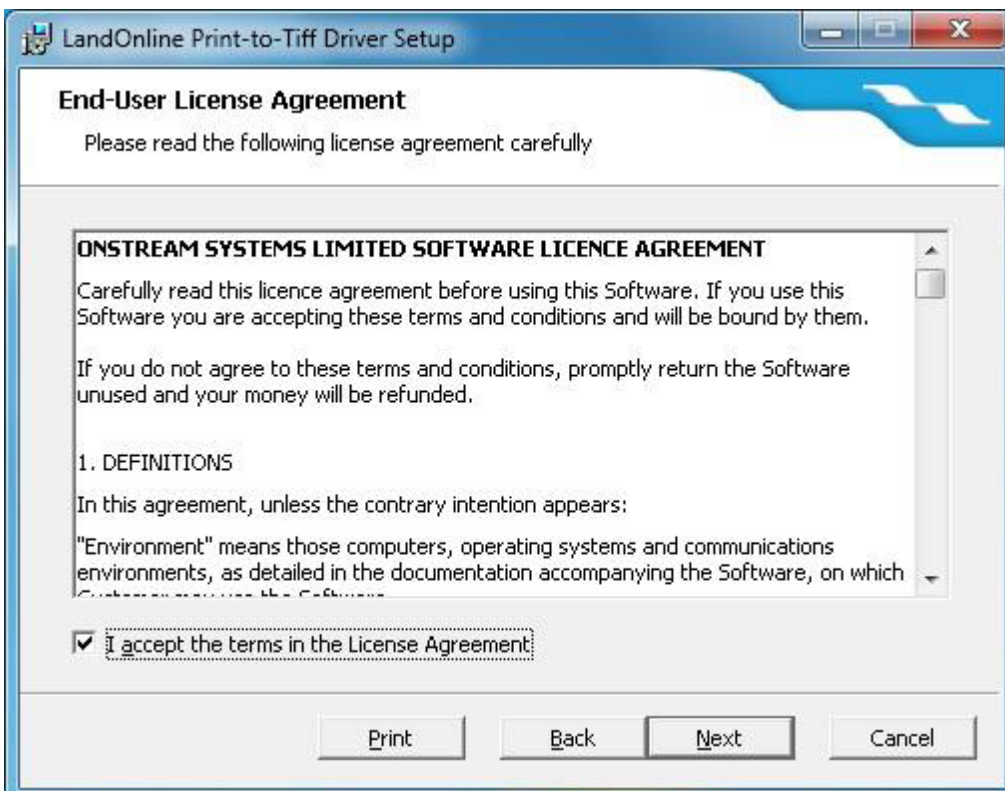 LandOnline Print-to-Tiff Driver Setup
End-User License Agreement
Please read the following license agreement carefully
ONSTREAM SYSTEMS LIMITED SOFTWARE LICENCE AGREEMENT
Carefully read this licence agreement before using this Software. If you use this
Software you are accepting these terms and conditions and will be bound by them.
If you do not agree to these terms and conditions, promptly return the Software
unused and your money will be refunded.
1. DEFINITIONS
In this agreement, unless the contrary intention appears:
"Environment" means those computers, operating systems and communications
environments, as detailed in the documentation accompanying the Software, on which
I accept the terms in the License Agreement
Print Back Next Cancel